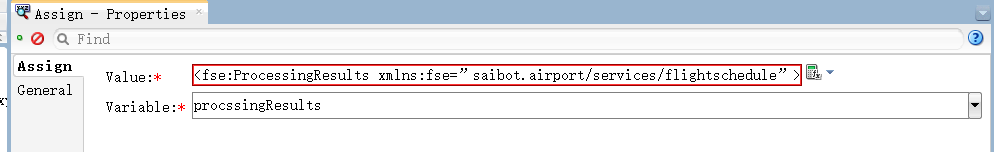 Assign - Properties
Find
Assign
General
Value:* <fse:ProcessingResults xmlns:fse=”saibot.airport/services/flightschedule”>
Variable:* procssingResults